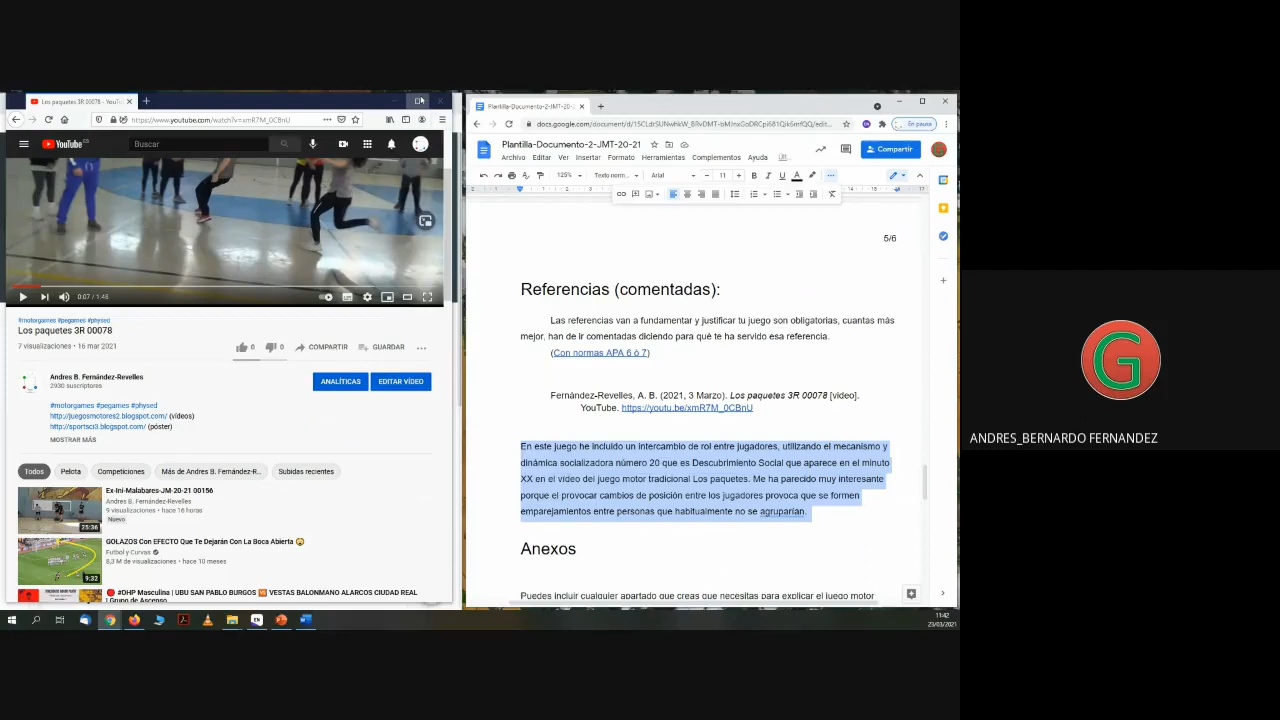 Los paquetes 3R 00078 - YouTu
https://www.youtube.com/watch?v=xmR7M_0CBnU
YouTube ES
Buscar
0:07 / 1:48
#motorgames #pegames #physed
Los paquetes 3R 00078
7 visualizaciones • 16 mar 2021
0
0
COMPARTIR
GUARDAR
Andres B. Fernández-Revelles
2930 suscriptores
ANALÍTICAS
EDITAR VÍDEO
#motorgames #pegames #physed
http://juegosmotores2.blogspot.com/ (vídeos)
http://sportsci3.blogspot.com/ (póster)
MOSTRAR MÁS
Todos
Pelota
Competiciones
Más de Andres B. Fernández-R...
Subidas recientes
Ex-Ini-Malabares-JM-20-21 00156
Andres B. Fernández-Revelles
9 visualizaciones • hace 16 horas
Nuevo
25:36
GOLAZOS Con EFECTO Que Te Dejarán Con La Boca Abierta
Futbol y Curvas
8,3 M de visualizaciones • hace 10 meses
9:32
#DHP Masculina | UBU SAN PABLO BURGOS VESTAS BALONMANO ALARCOS CIUDAD REAL
| Grupo de Ascenso
Plantilla-Documento-2-JMT-20-
En pausa
Plantilla-Documento-2-JMT-20-21
Archivo Editar Ver Insertar Formato Herramientas Complementos Ayuda
Compartir
125%
Texto norm...
Arial
11
5/6
Referencias (comentadas):
Las referencias van a fundamentar y justificar tu juego son obligatorias, cuantas más
mejor, han de ir comentadas diciendo para qué te ha servido esa referencia.
(Con normas APA 6 ó 7)
Fernández-Revelles, A. B. (2021, 3 Marzo). Los paquetes 3R 00078 [vídeo].
YouTube. https://youtu.be/xmR7M_0CBnU
En este juego he incluido un intercambio de rol entre jugadores, utilizando el mecanismo y
dinámica socializadora número 20 que es Descubrimiento Social que aparece en el minuto
XX en el vídeo del juego motor tradicional Los paquetes. Me ha parecido muy interesante
porque el provocar cambios de posición entre los jugadores provoca que se formen
emparejamientos entre personas que habitualmente no se agruparían.
Anexos
Puedes incluir cualquier apartado que creas que necesitas para explicar el juego motor
11:42
23/03/2021
G
ANDRES_BERNARDO FERNANDEZ